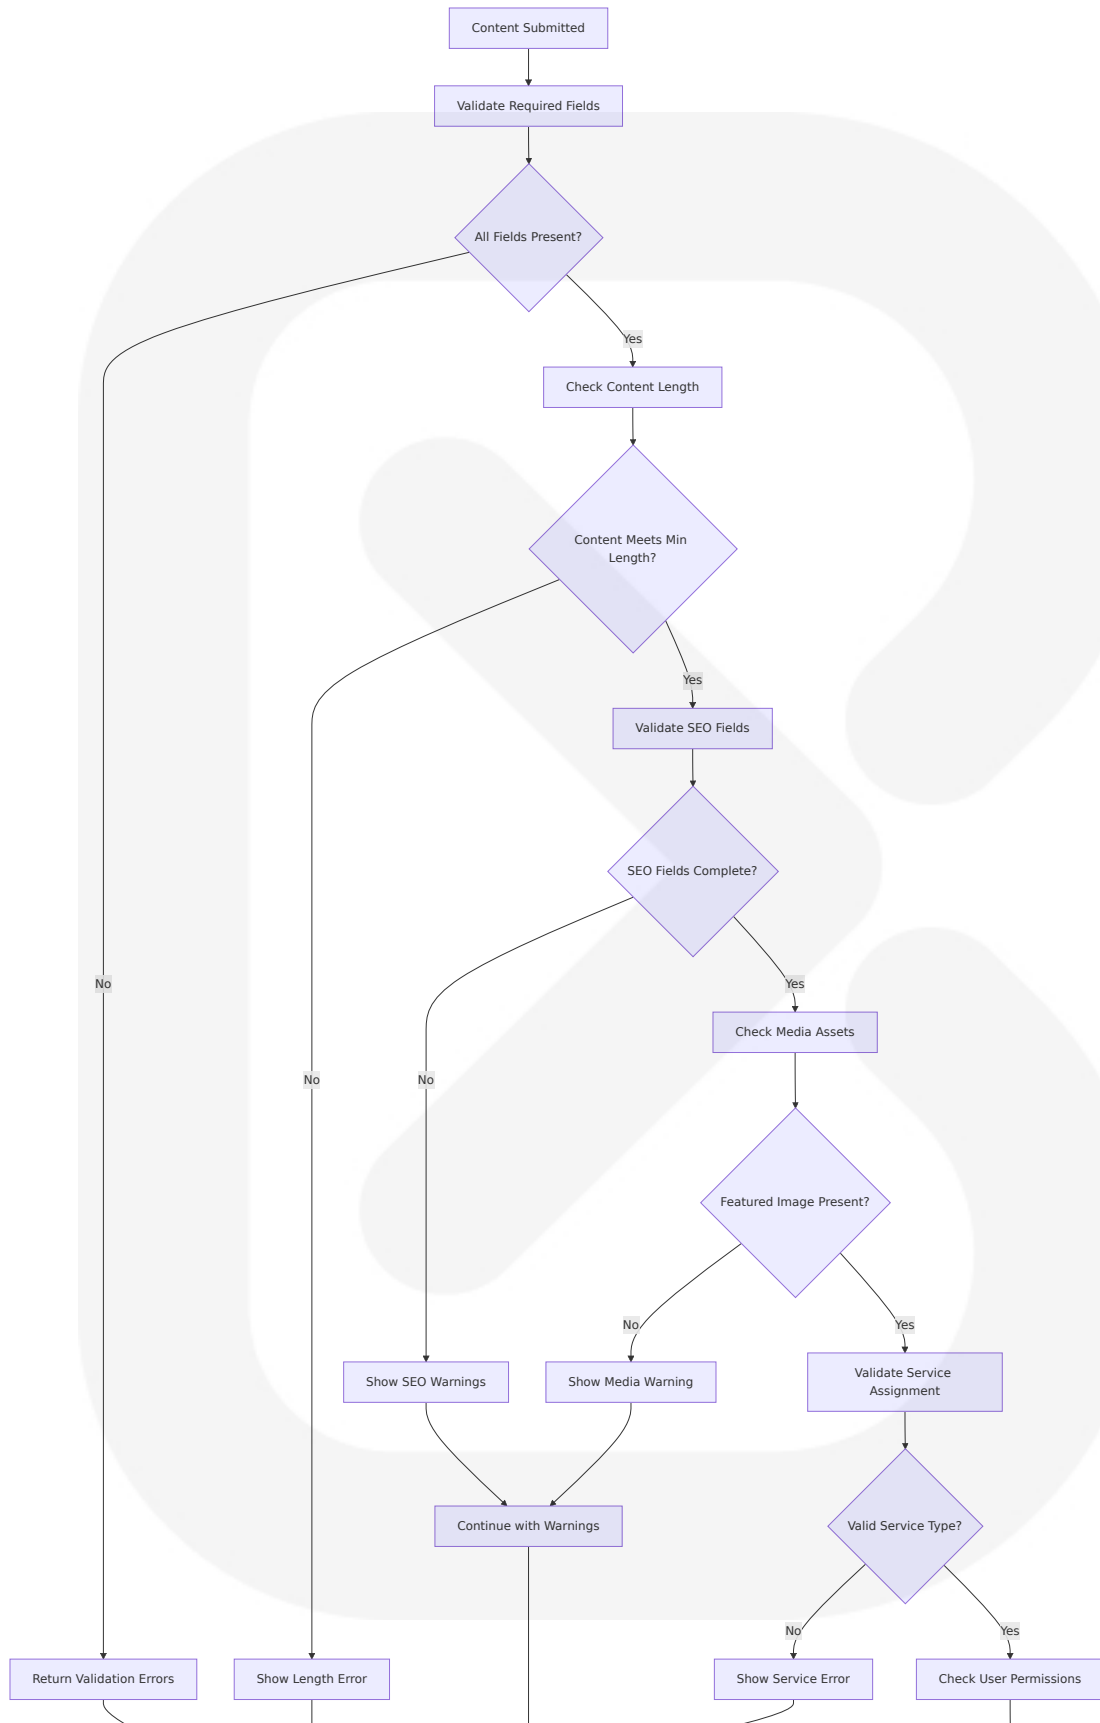 Content Submitted
Validate Required Fields
All Fields Present?
Yes
Check Content Length
Content Meets Min
Length?
Yes
Validate SEO Fields
SEO Fields Complete?
No
Yes
Check Media Assets
No
No
Featured Image Present?
No
Yes
Show SEO Warnings
Show Media Warning
Validate Service
Assignment
Continue with Warnings
Valid Service Type?
No
Yes
Return Validation Errors
Show Length Error
Show Service Error
Check User Permissions